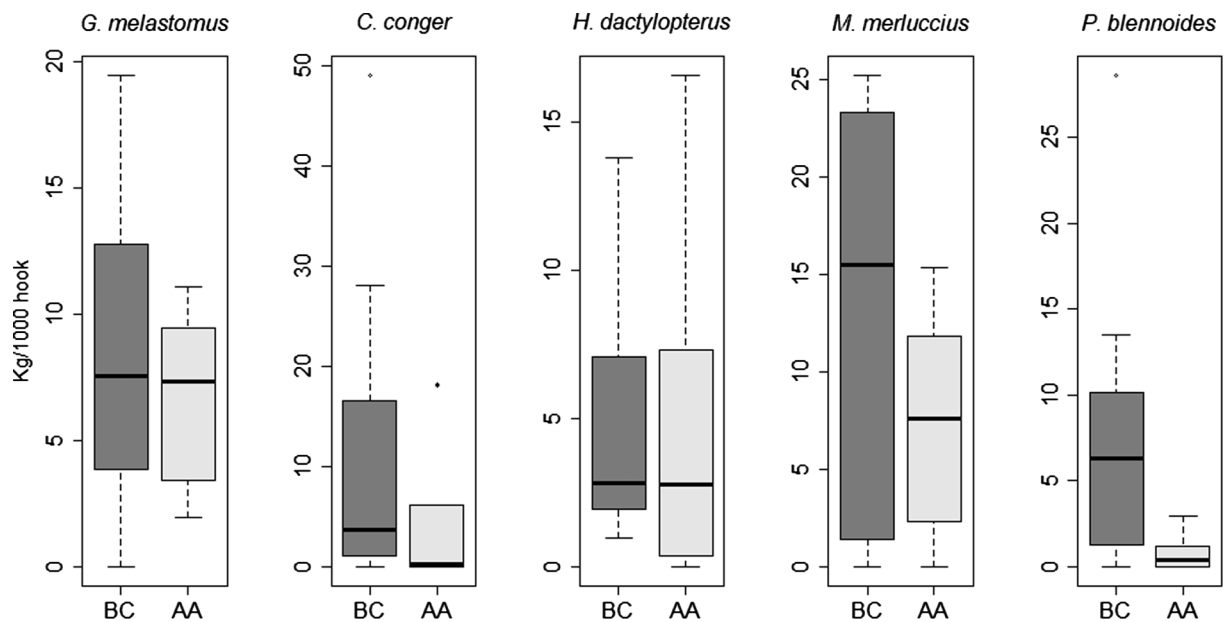 G. melastomus
C. conger
H. dactylopterus
M. merluccius
P. blennoides
Kg/1000 hook
20
15
10
5
0
BC AA
50
40
30
20
10
0
BC AA
15
10
5
0
BC AA
25
20
15
10
5
0
BC AA
25
20
15
10
5
0
BC AA